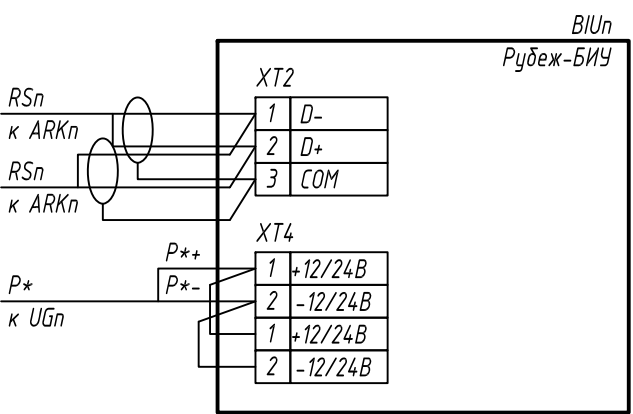 BIUn
Рубеж-БИУ
XT2
RSn
к ARKn
1 D-
2 D+
3 COM
RSn
к ARKn
XT4
P*+
1 +12/24В
P*-
P*
2 -12/24В
к UGn
1 +12/24В
2 -12/24В